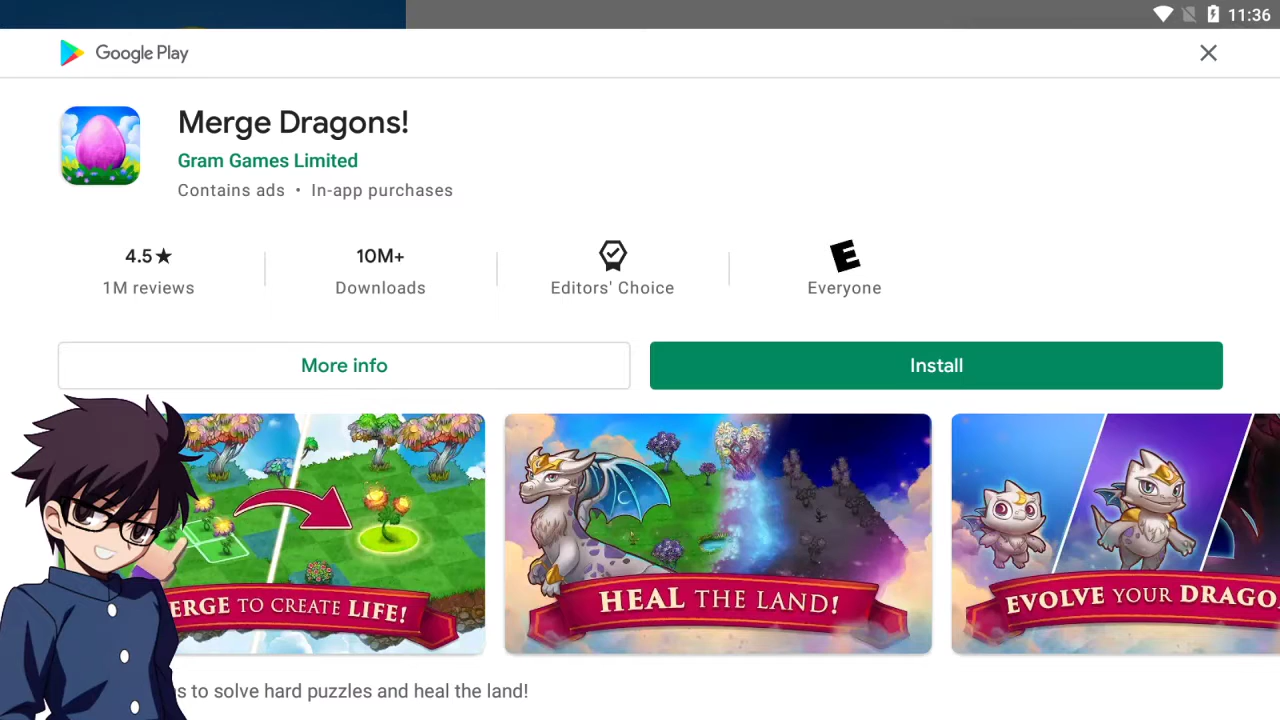 11:36
Google Play
Merge Dragons!
Gram Games Limited
Contains ads • In-app purchases
4.5★
1M reviews
10M+
Downloads
Editors' Choice
E
Everyone
More info
Install
ERGE TO CREATE LIFE!
HEAL THE LAND!
EVOLVE YOUR DRAGO
s to solve hard puzzles and heal the land!